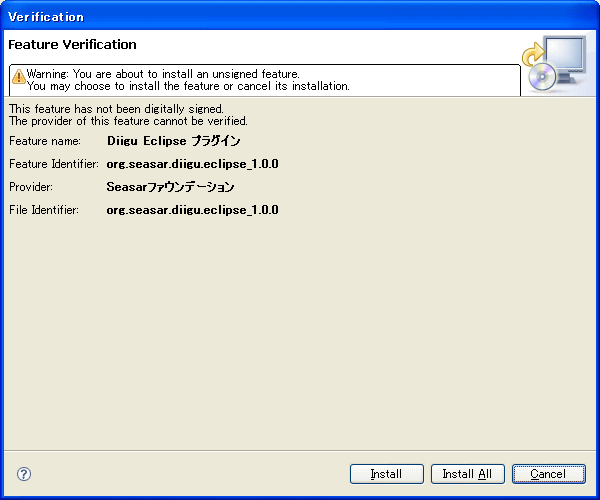 Verification
Feature Verification
Warning: You are about to install an unsigned feature.
You may choose to install the feature or cancel its installation.
This feature has not been digitally signed.
The provider of this feature cannot be verified.
Feature name: Diigu Eclipse プラグイン
Feature Identifier: org.seasar.diigu.eclipse_1.0.0
Provider: Seasarファウンデーション
File Identifier: org.seasar.diigu.eclipse_1.0.0
? Install Install All Cancel